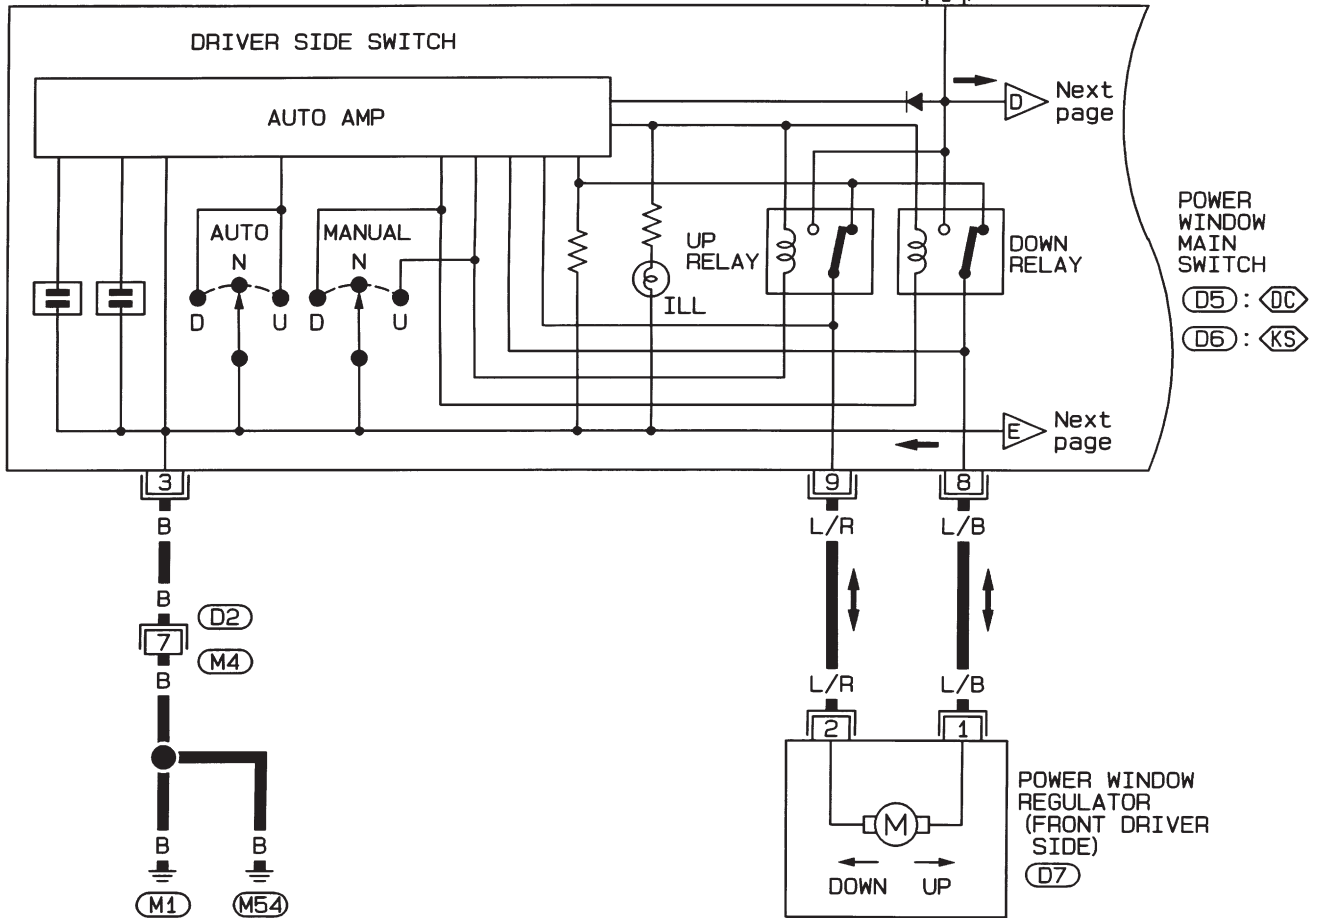 DRIVER SIDE SWITCH
AUTO AMP
D
Next
page
AUTO
MANUAL
N
N
D
U
D
U
UP
RELAY
ILL
DOWN
RELAY
POWER
WINDOW
MAIN
SWITCH
D5 : DC
D6 : KS
E
Next
page
3
9
8
B
L/R
L/B
B
D2
7
M4
B
L/R
L/B
2
1
M
DOWN
UP
POWER WINDOW
REGULATOR
(FRONT DRIVER
SIDE)
D7
B
B
M1
M54